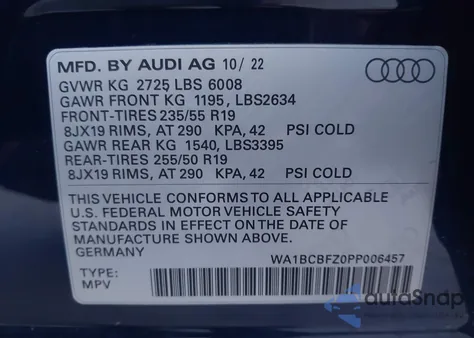 MFD. BY AUDI AG 10/ 22
GVWR KG 2725 LBS 6008
GAWR FRONT KG 1195, LBS2634
FRONT-TIRES 235/55 R19
8JX19 RIMS, AT 290 KPA, 42 PSI COLD
GAWR REAR KG 1540, LBS3395
REAR-TIRES 255/50 R19
8JX19 RIMS, AT 290 KPA, 42 PSI COLD
THIS VEHICLE CONFORMS TO ALL APPLICABLE
U.S. FEDERAL MOTOR VEHICLE SAFETY
STANDARDS IN EFFECT ON THE DATE OF
MANUFACTURE SHOWN ABOVE.
GERMANY
WA1BCBFZ0PP006457
TYPE:
MPV
autoSnap